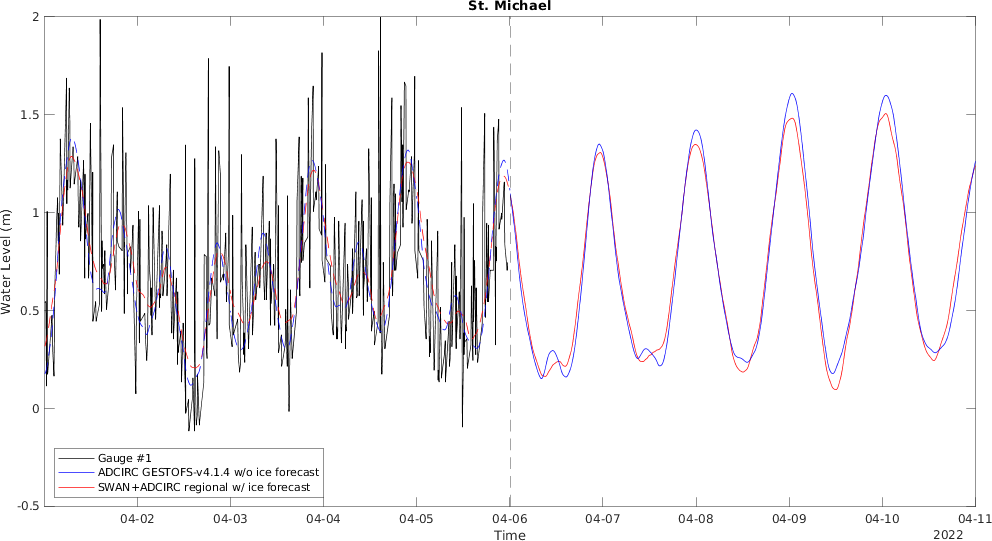 St. Michael
Water Level (m)
2
1.5
1
0.5
0
-0.5
Gauge #1
ADCIRC GESTOFS-v4.1.4 w/o ice forecast
SWAN+ADCIRC regional w/ ice forecast
04-02 04-03 04-04 04-05 04-06 04-07 04-08 04-09 04-10 04-11
Time
2022